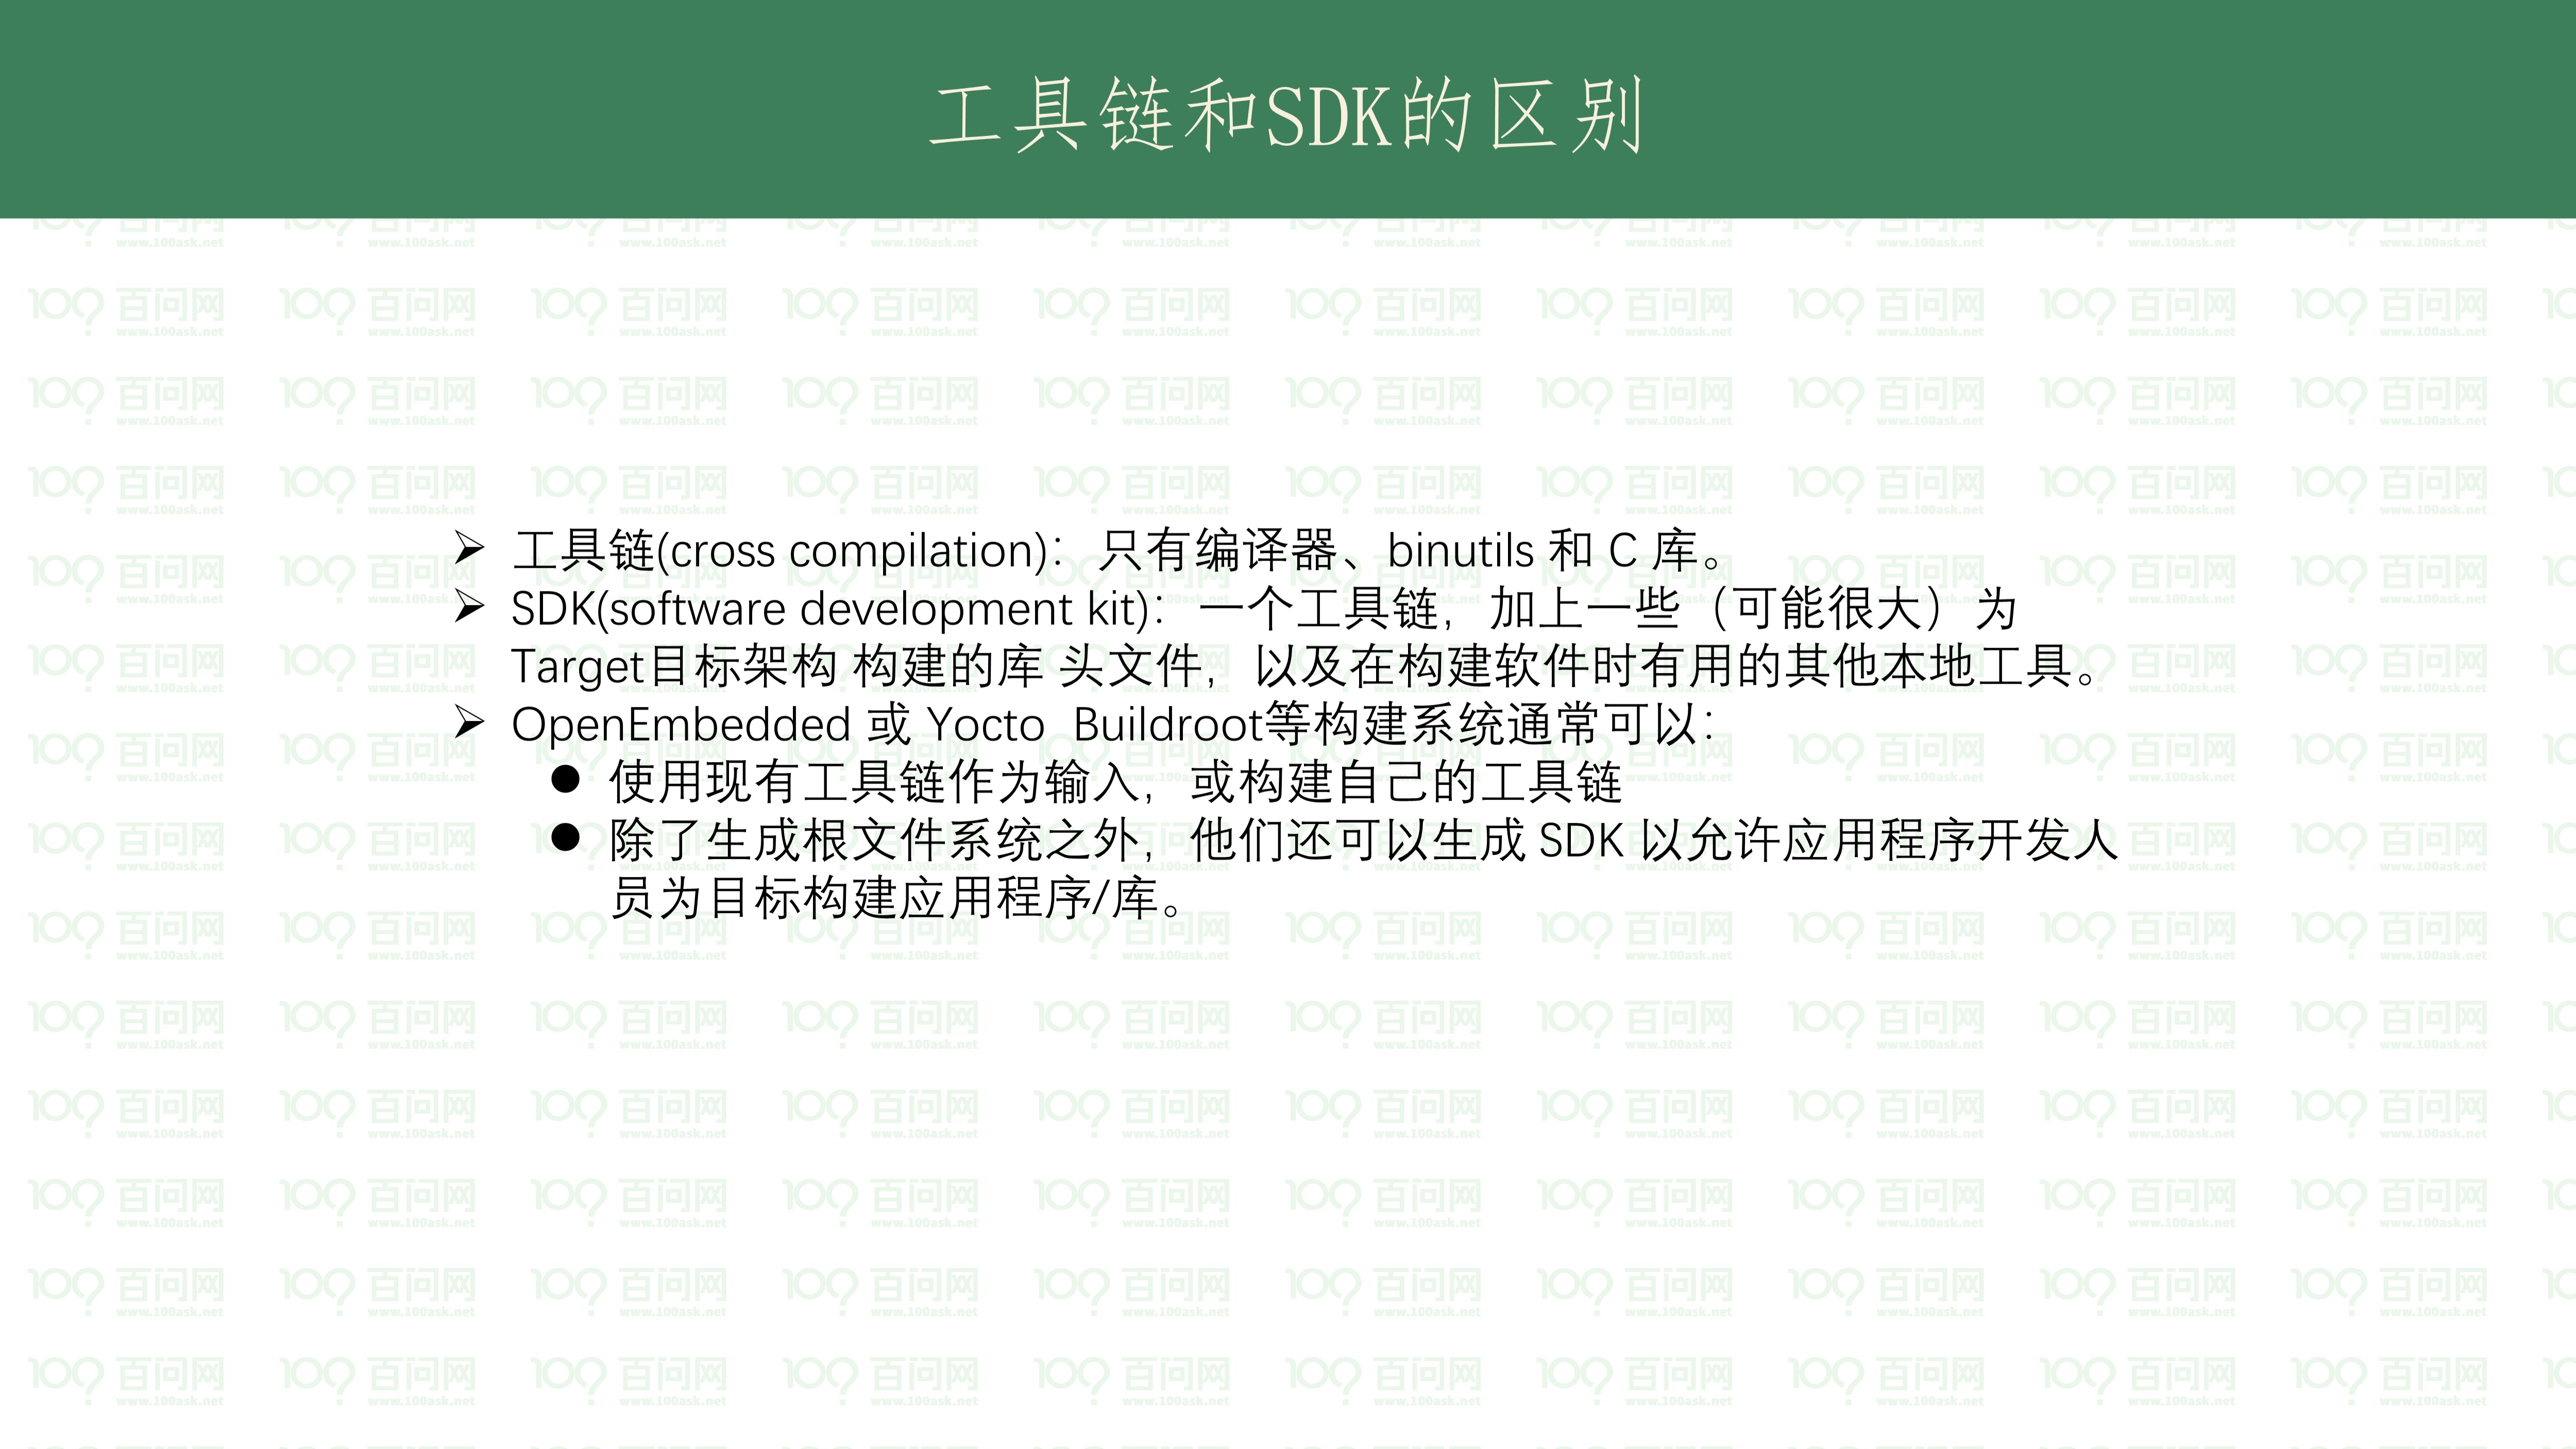 工具链和SDK的区别
➢ 工具链(cross compilation)：只有编译器、binutils 和 C 库。
➢ SDK(software development kit)：一个工具链，加上一些（可能很大）为
Target目标架构 构建的库 头文件，以及在构建软件时有用的其他本地工具。
➢ OpenEmbedded 或 Yocto  Buildroot等构建系统通常可以：
● 使用现有工具链作为输入，或构建自己的工具链
● 除了生成根文件系统之外，他们还可以生成 SDK 以允许应用程序开发人
员为目标构建应用程序/库。
百问网
www.100ask.net